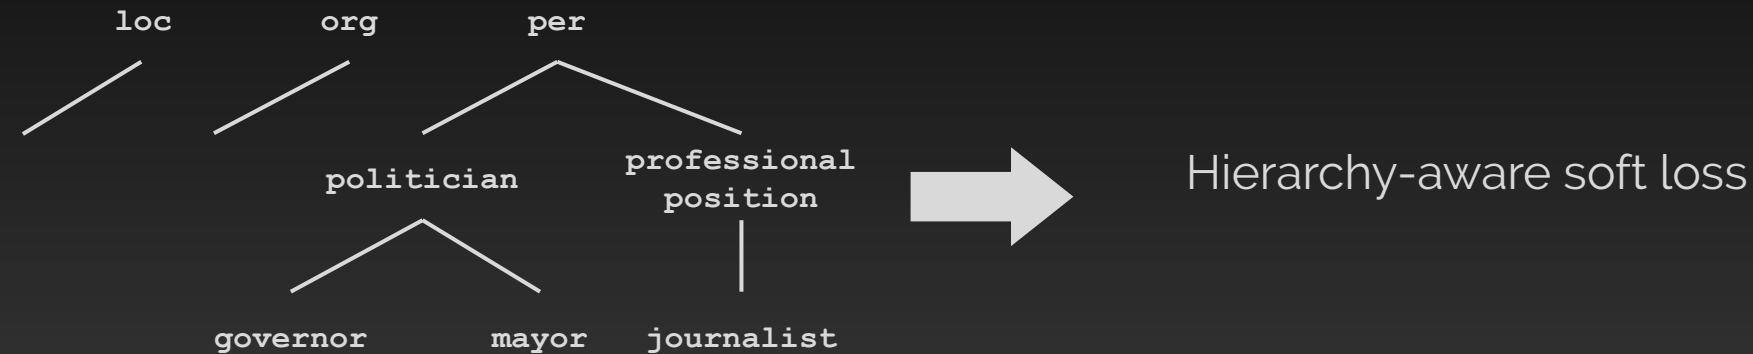 loc org per
politician
professional
position
Hierarchy-aware soft loss
governor mayor journalist